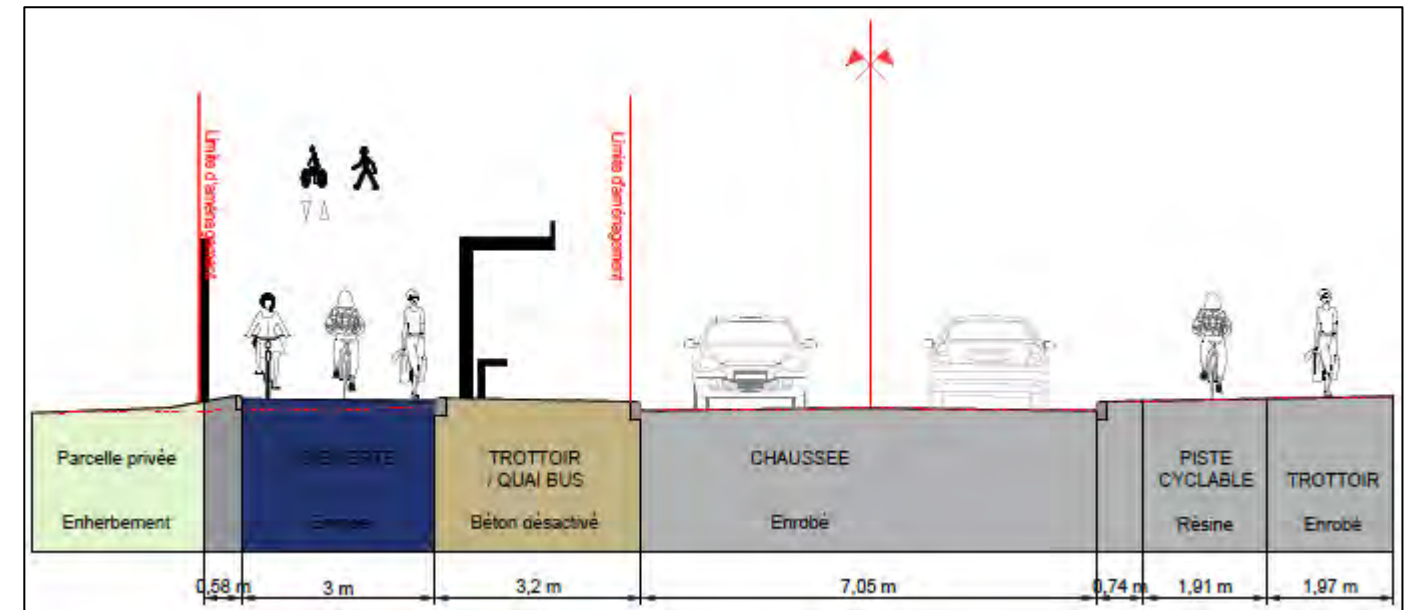 Limite d'aménagement
Limite d'aménagement
Parcelle privée
Enherbement
TROTTOIR
/ QUAI BUS
Béton désactivé
CHAUSSEE
Enrobé
PISTE
CYCLABLE
Résine
TROTTOIR
Enrobé
0,58 m
3 m
3,2 m
7,05 m
0,74 m
1,91 m
1,97 m